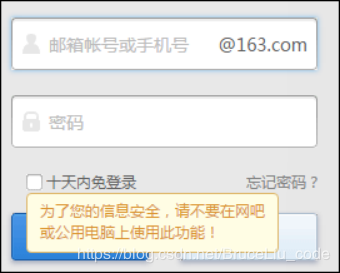 邮箱帐号或手机号 @163.com
密码
十天内免登录 忘记密码？
为了您的信息安全，请不要在网吧
或公用电脑上使用此功能！
https://blog.csdn.net/BruceLiu_code